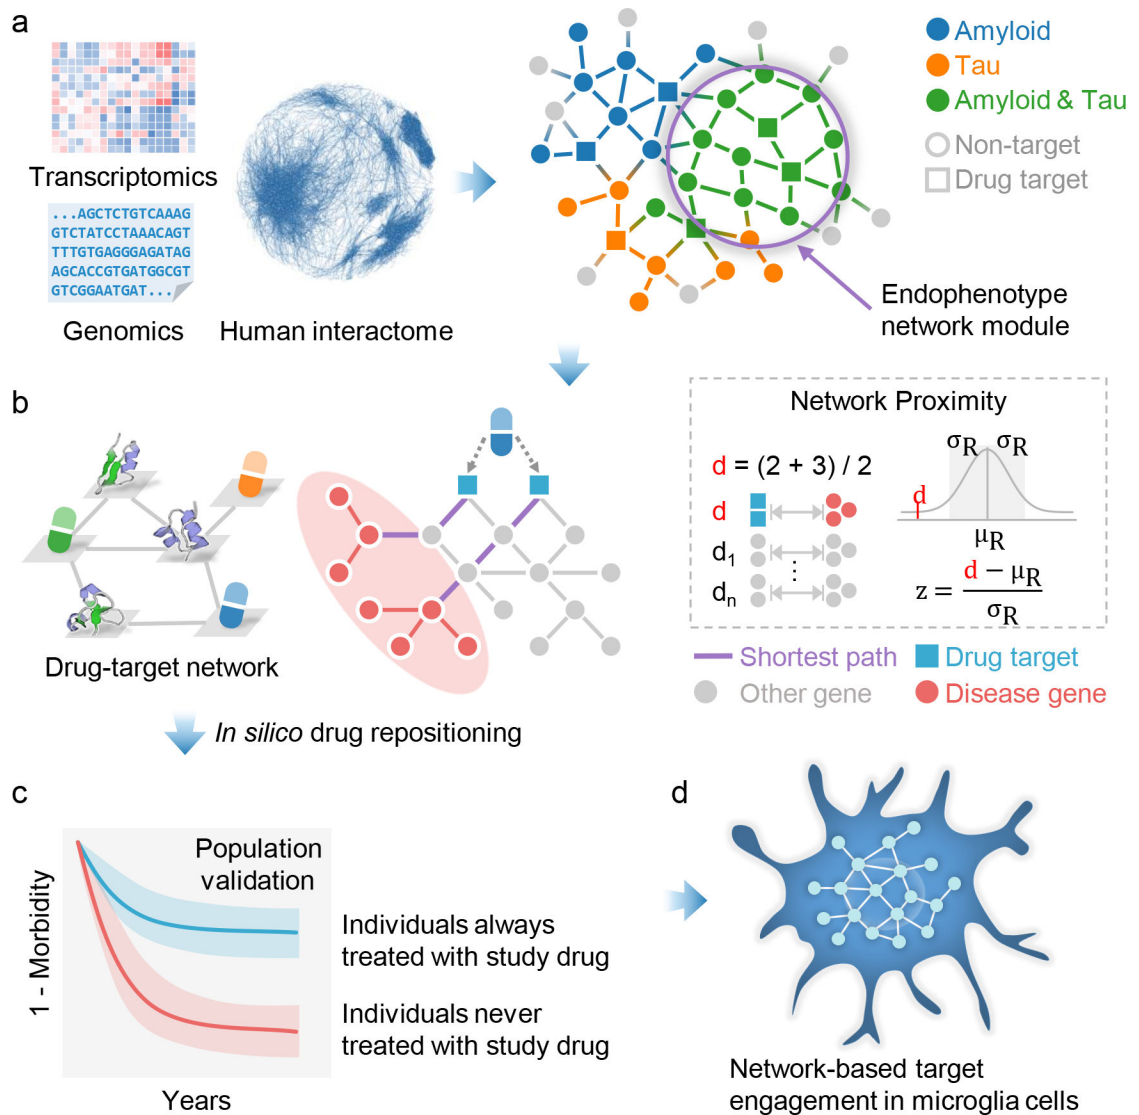 a
Transcriptomics
...AGCTCTGTCAAAG
GTCTATCCTAAACAGT
TTTGTGAGGGAGATAG
AGCACCGTGATGGCGT
GTCGGAATGAT...
Genomics
Human interactome
Amyloid
Tau
Amyloid & Tau
Non-target
Drug target
Endophenotype
network module
b
Drug-target network
Network Proximity
d = (2 + 3) / 2
d
d1
⋮
dn
σR σR
d
μR
z = (d − μR) / σR
Shortest path
Drug target
Other gene
Disease gene
In silico drug repositioning
c
1 - Morbidity
Population
validation
Years
Individuals always
treated with study drug
Individuals never
treated with study drug
d
Network-based target
engagement in microglia cells